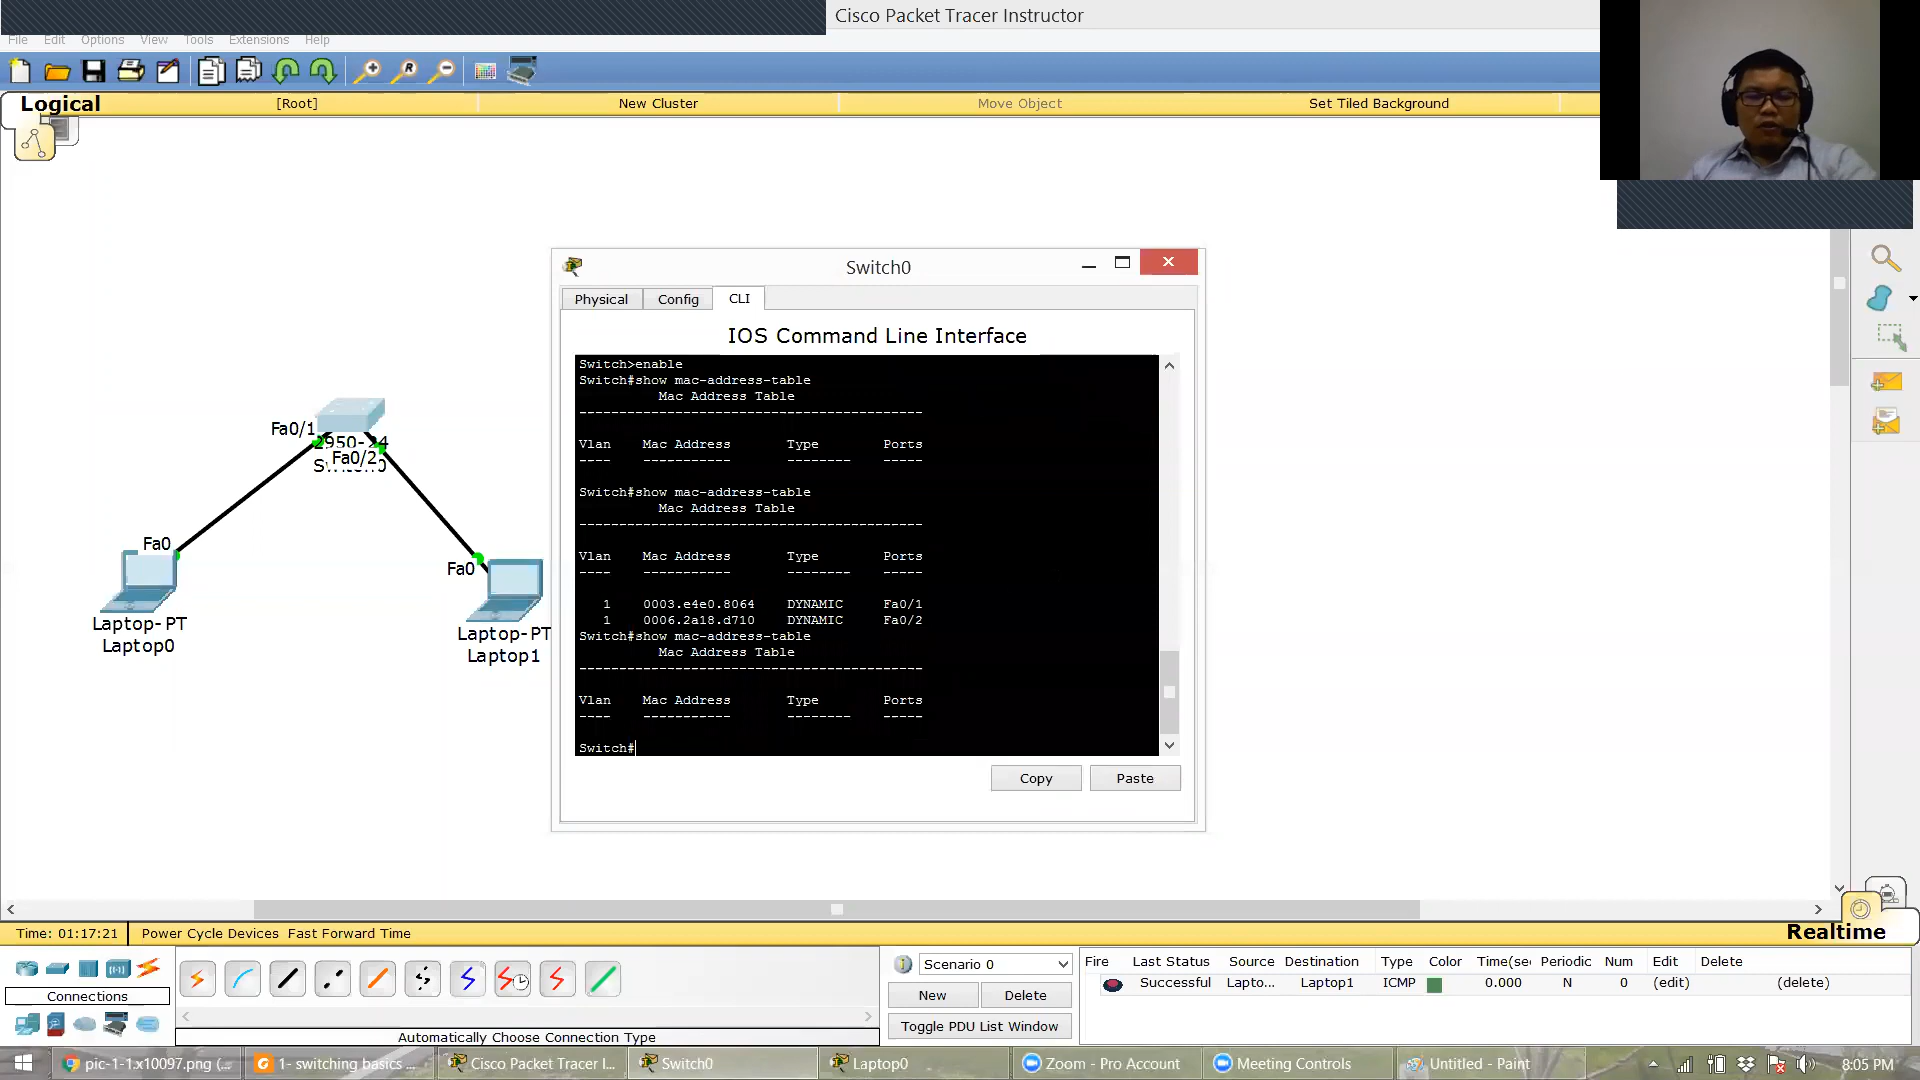 Cisco Packet Tracer Instructor
File Edit Options View Tools Extensions Help
Logical [Root] New Cluster Move Object Set Tiled Background
Switch0
Physical Config CLI
IOS Command Line Interface
Switch>enable
Switch#show mac-address-table
Mac Address Table
-------------------------------------------
Vlan Mac Address Type Ports
---- ----------- -------- -----
Switch#show mac-address-table
Mac Address Table
-------------------------------------------
Vlan Mac Address Type Ports
---- ----------- -------- -----
1 0003.e4e0.8064 DYNAMIC Fa0/1
1 0006.2a18.d710 DYNAMIC Fa0/2
Switch#show mac-address-table
Mac Address Table
-------------------------------------------
Vlan Mac Address Type Ports
---- ----------- -------- -----
Switch#
Copy Paste
Fa0/1
2950-24
Fa0/2
Fa0
Laptop-PT
Laptop0
Fa0
Laptop-PT
Laptop1
Time: 01:17:21 Power Cycle Devices Fast Forward Time
Realtime
Connections
Automatically Choose Connection Type
Scenario 0
New Delete
Toggle PDU List Window
Fire Last Status Source Destination Type Color Time(sec Periodic Num Edit Delete
Successful Lapto... Laptop1 ICMP 0.000 N 0 (edit) (delete)
pic-1-1.x10097.png (... 1- switching basics ... Cisco Packet Tracer I... Switch0 Laptop0 Zoom - Pro Account Meeting Controls Untitled - Paint 8:05 PM